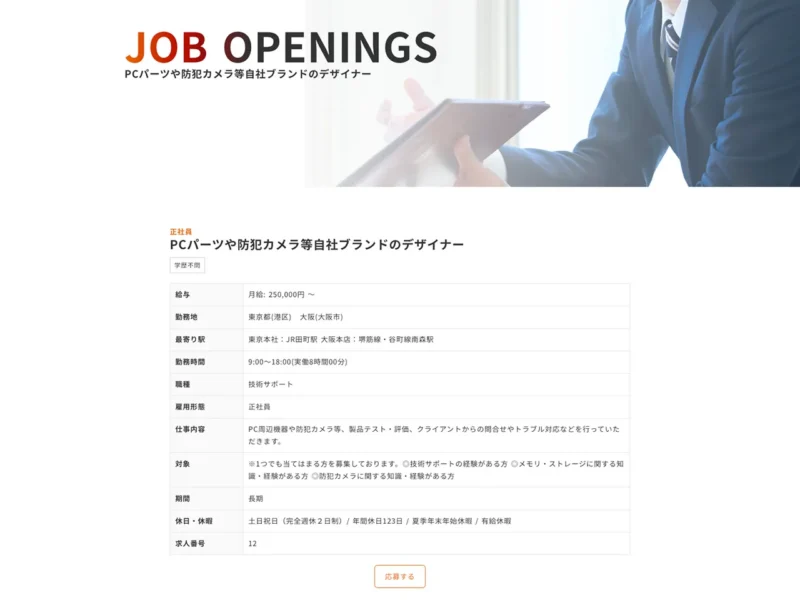 JOB OPENINGS
PCパーツや防犯カメラ等自社ブランドのデザイナー
正社員
PCパーツや防犯カメラ等自社ブランドのデザイナー
学歴不問
給与 月給: 250,000円 〜
勤務地 東京都(港区)　大阪(大阪市)
最寄り駅 東京本社：JR田町駅 大阪本店：堺筋線・谷町線南森駅
勤務時間 9:00〜18:00(実働8時間00分)
職種 技術サポート
雇用形態 正社員
仕事内容 PC周辺機器や防犯カメラ等、製品テスト・評価、クライアントからの問合せやトラブル対応などを行っていた
だきます。
対象 ※1つでも当てはまる方を募集しております。◎技術サポートの経験がある方 ◎メモリ・ストレージに関する知
識・経験がある方 ◎防犯カメラに関する知識・経験がある方
期間 長期
休日・休暇 土日祝日（完全週休２日制）/ 年間休日123日 / 夏季年末年始休暇 / 有給休暇
求人番号 12
応募する